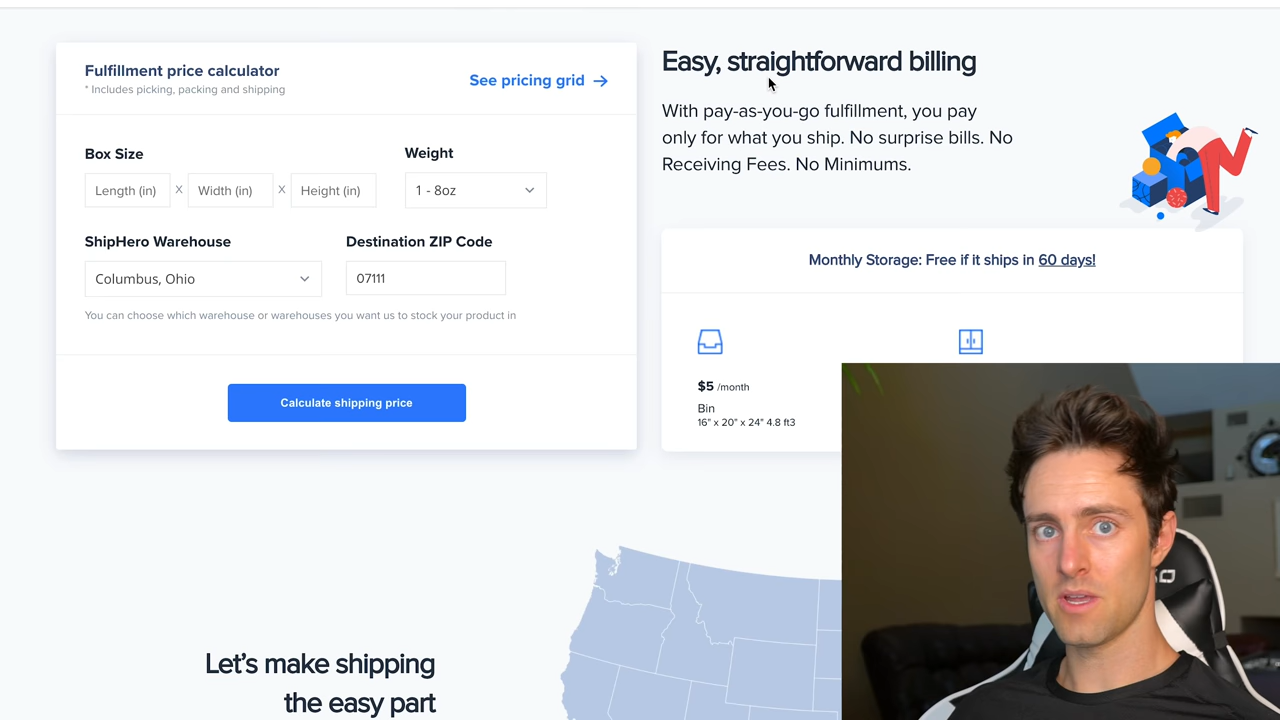 Fulfillment price calculator
* Includes picking, packing and shipping
See pricing grid
Box Size
Weight
Length (in) x Width (in) x Height (in)
1 - 8oz
ShipHero Warehouse
Destination ZIP Code
Columbus, Ohio
07111
You can choose which warehouse or warehouses you want us to stock your product in
Calculate shipping price
Easy, straightforward billing
With pay-as-you-go fulfillment, you pay
only for what you ship. No surprise bills. No
Receiving Fees. No Minimums.
Monthly Storage: Free if it ships in 60 days!
$5 /month
Bin
16" x 20" x 24" 4.8 ft3
Let's make shipping
the easy part